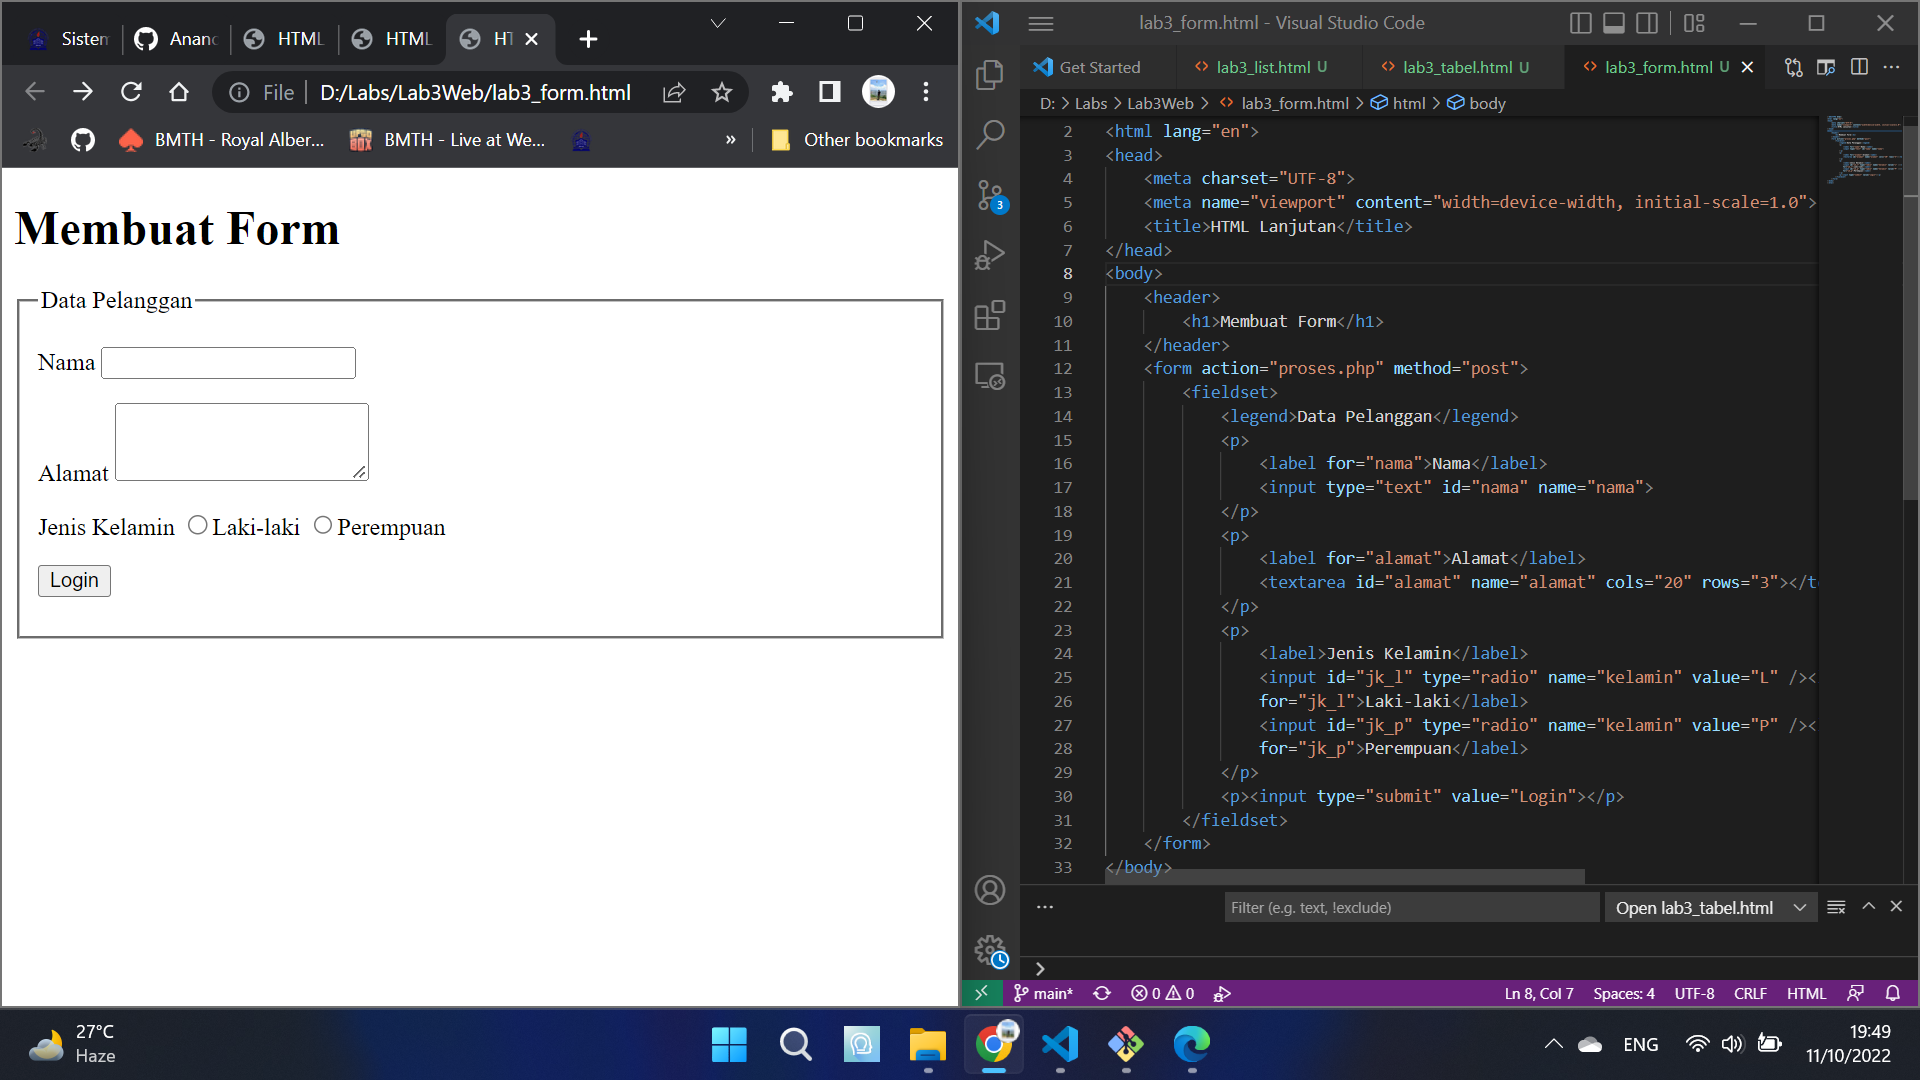 Sistem
Anand
HTML
HTML
HT
File
D:/Labs/Lab3Web/lab3_form.html
BMTH - Royal Alber...
BMTH - Live at We...
»
Other bookmarks
Membuat Form
Data Pelanggan
Nama
Alamat
Jenis Kelamin Laki-laki Perempuan
Login
lab3_form.html - Visual Studio Code
Get Started
lab3_list.html U
lab3_tabel.html U
lab3_form.html U
D: > Labs > Lab3Web > lab3_form.html > html > body
3
2 <html lang="en">
3 <head>
4 <meta charset="UTF-8">
5 <meta name="viewport" content="width=device-width, initial-scale=1.0">
6 <title>HTML Lanjutan</title>
7 </head>
8 <body>
9 <header>
10 <h1>Membuat Form</h1>
11 </header>
12 <form action="proses.php" method="post">
13 <fieldset>
14 <legend>Data Pelanggan</legend>
15 <p>
16 <label for="nama">Nama</label>
17 <input type="text" id="nama" name="nama">
18 </p>
19 <p>
20 <label for="alamat">Alamat</label>
21 <textarea id="alamat" name="alamat" cols="20" rows="3"></t
22 </p>
23 <p>
24 <label>Jenis Kelamin</label>
25 <input id="jk_l" type="radio" name="kelamin" value="L" /><
26 for="jk_l">Laki-laki</label>
27 <input id="jk_p" type="radio" name="kelamin" value="P" /><
28 for="jk_p">Perempuan</label>
29 </p>
30 <p><input type="submit" value="Login"></p>
31 </fieldset>
32 </form>
33 </body>
Filter (e.g. text, !exclude)
Open lab3_tabel.html
main*
0
0
Ln 8, Col 7
Spaces: 4
UTF-8
CRLF
HTML
27°C
Haze
ENG
19:49
11/10/2022